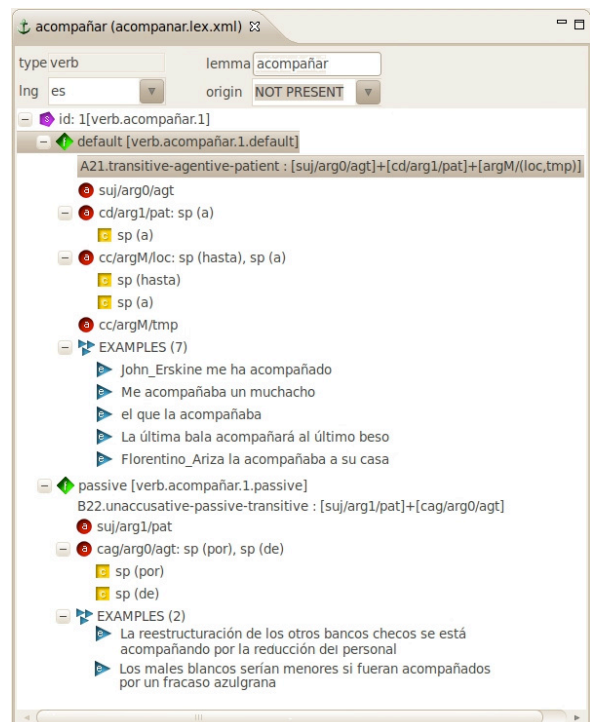 acompañar (acompanar.lex.xml)
type verb lemma acompañar
lng es origin NOT PRESENT
id: 1[verb.acompañar.1]
default [verb.acompañar.1.default]
A21.transitive-agentive-patient : [suj/arg0/agt]+[cd/arg1/pat]+[argM/(loc,tmp)]
a suj/arg0/agt
a cd/arg1/pat: sp (a)
c sp (a)
a cc/argM/loc: sp (hasta), sp (a)
c sp (hasta)
c sp (a)
a cc/argM/tmp
EXAMPLES (7)
e John_Erskine me ha acompañado
e Me acompañaba un muchacho
e el que la acompañaba
e La última bala acompañará al último beso
e Florentino_Ariza la acompañaba a su casa
passive [verb.acompañar.1.passive]
B22.unaccusative-passive-transitive : [suj/arg1/pat]+[cag/arg0/agt]
a suj/arg1/pat
a cag/arg0/agt: sp (por), sp (de)
c sp (por)
c sp (de)
EXAMPLES (2)
e La reestructuración de los otros bancos checos se está
acompañando por la reducción del personal
e Los males blancos serían menores si fueran acompañados
por un fracaso azulgrana